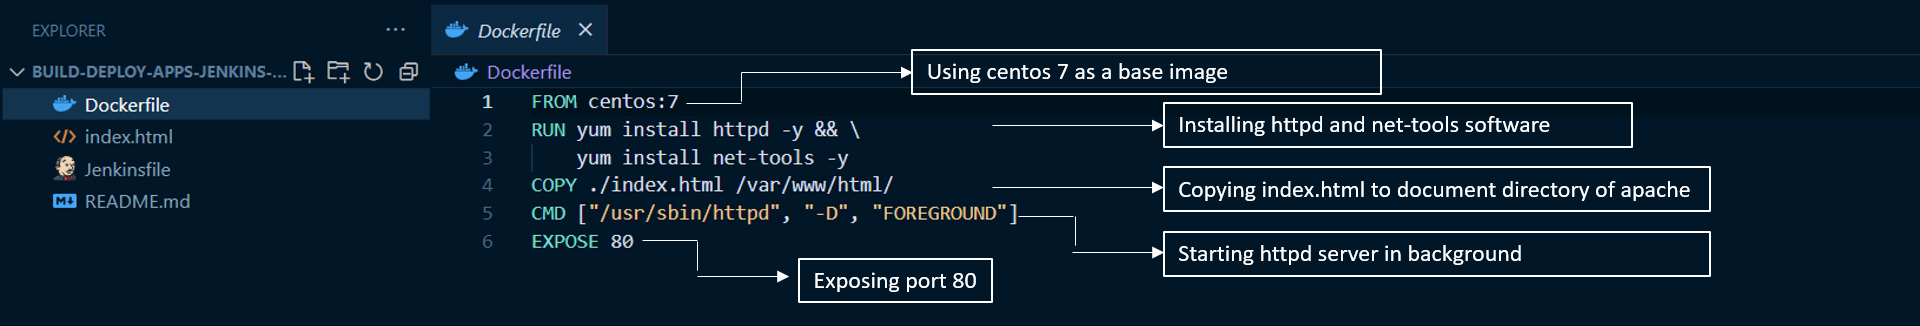 EXPLORER
···
BUILD-DEPLOY-APPS-JENKINS-...
Dockerfile
index.html
Jenkinsfile
README.md
Dockerfile
Dockerfile
1 FROM centos:7
2 RUN yum install httpd -y && \
3 yum install net-tools -y
4 COPY ./index.html /var/www/html/
5 CMD ["/usr/sbin/httpd", "-D", "FOREGROUND"]
6 EXPOSE 80
Using centos 7 as a base image
Installing httpd and net-tools software
Copying index.html to document directory of apache
Starting httpd server in background
Exposing port 80